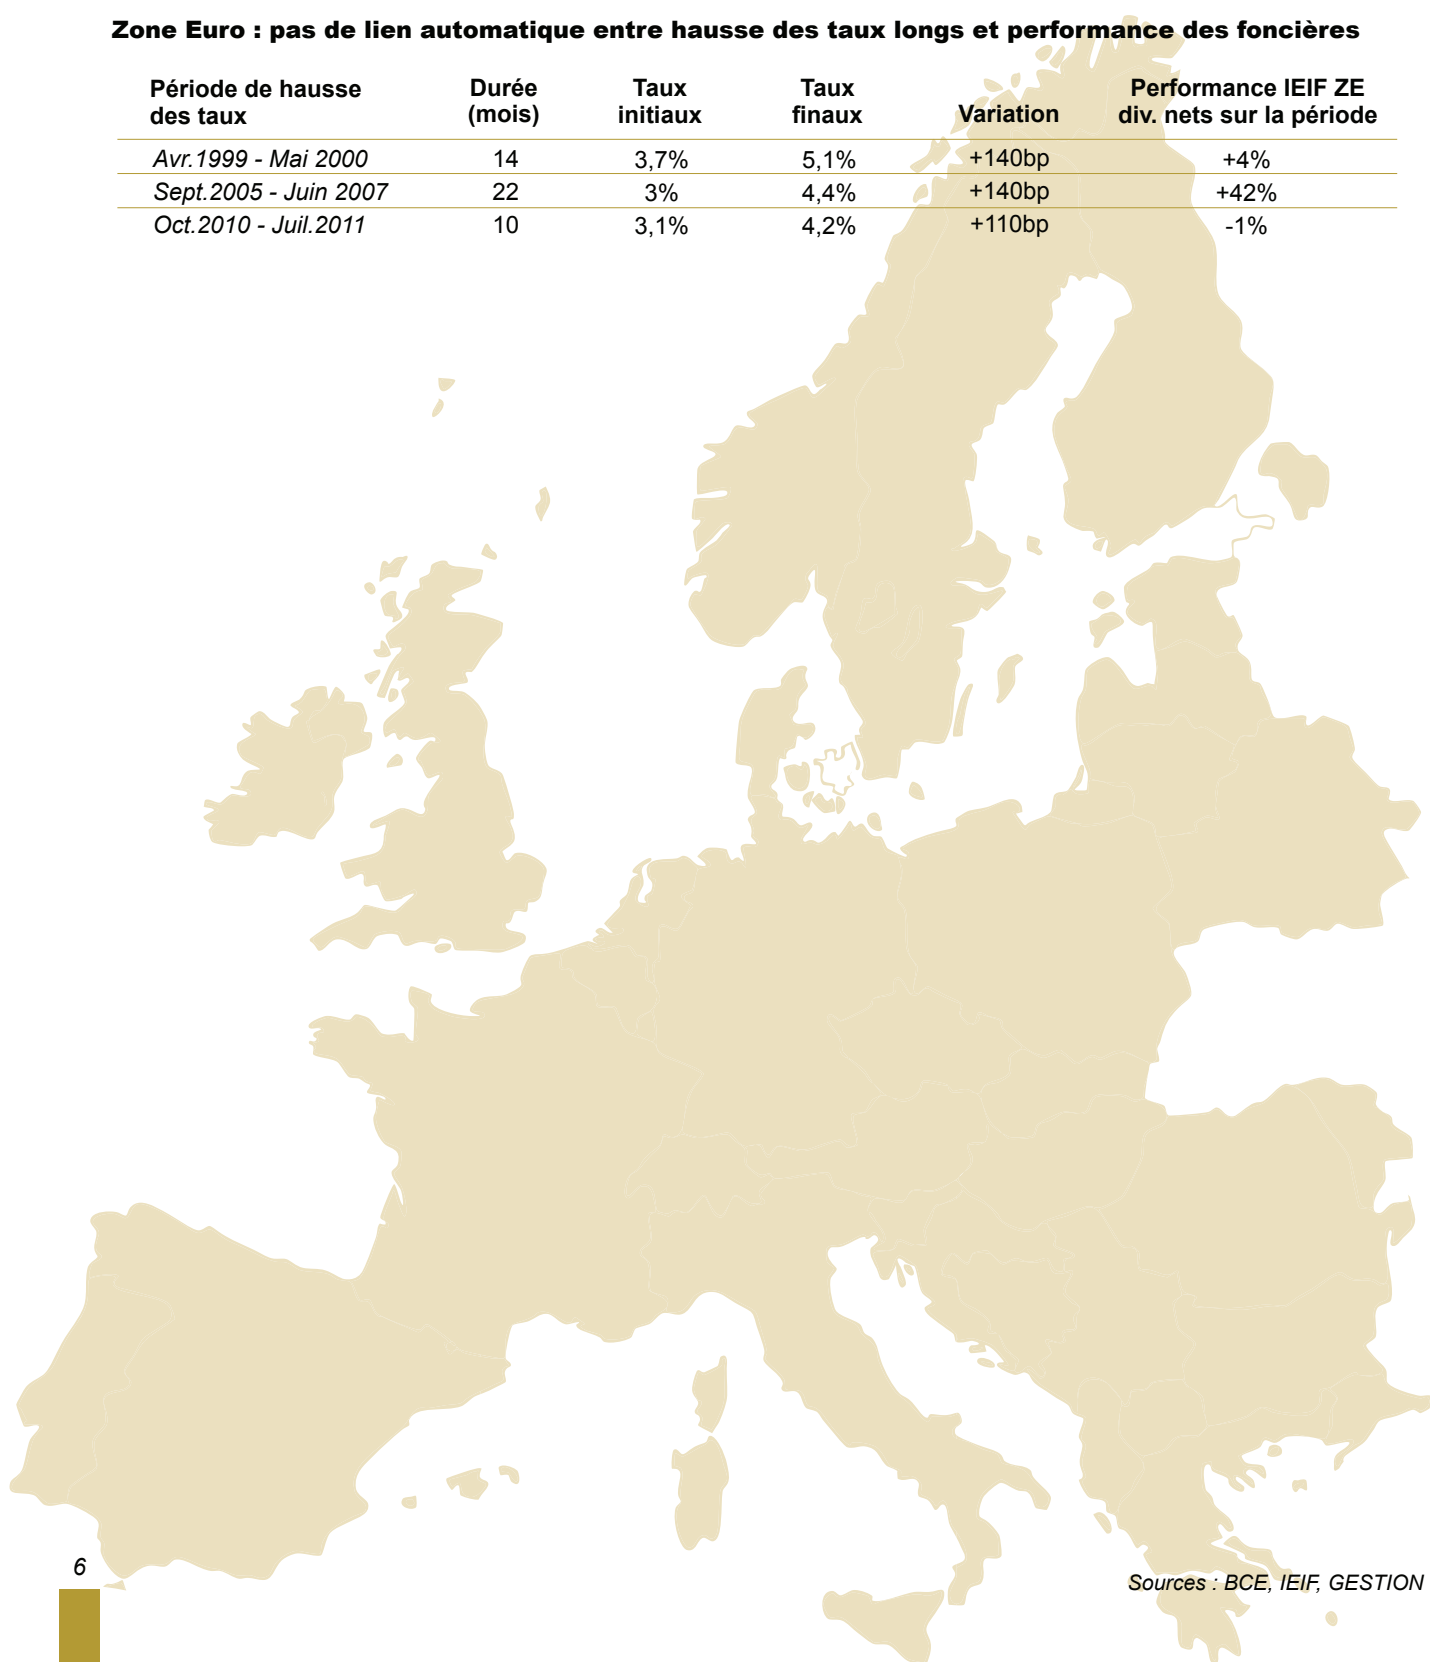 Zone Euro : pas de lien automatique entre hausse des taux longs et performance des foncières
Période de hausse des taux Durée (mois) Taux initiaux Taux finaux Variation Performance IEIF ZE div. nets sur la période
Avr.1999 - Mai 2000 14 3,7% 5,1% +140bp +4%
Sept.2005 - Juin 2007 22 3% 4,4% +140bp +42%
Oct.2010 - Juil.2011 10 3,1% 4,2% +110bp -1%
6
Sources : BCE, IEIF, GESTION